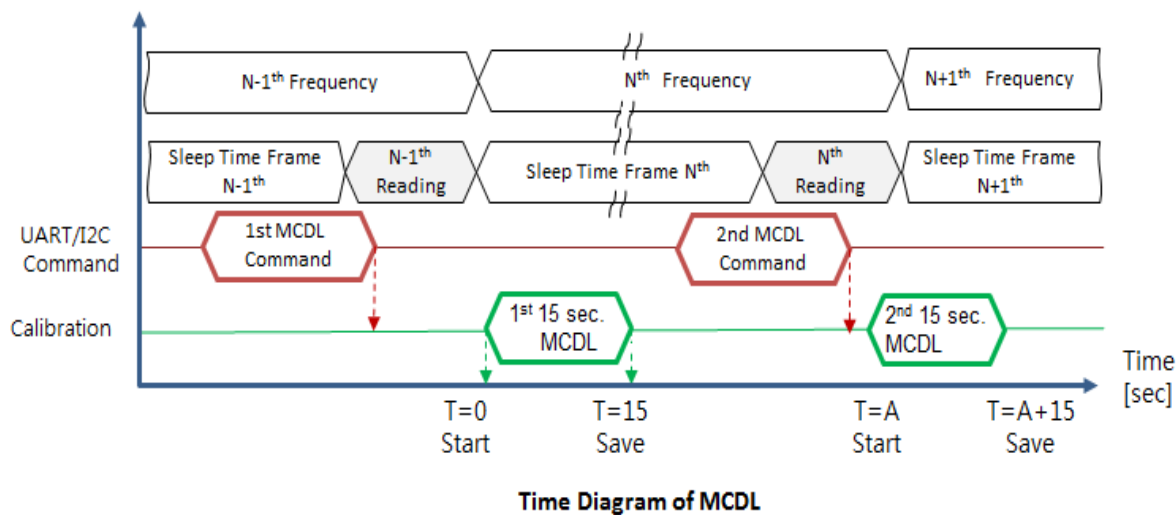 N-1th Frequency
Nth Frequency
N+1th Frequency
Sleep Time Frame
N-1th
N-1th
Reading
Sleep Time Frame Nth
Nth
Reading
Sleep Time Frame
N+1th
UART/I2C
Command
1st MCDL
Command
2nd MCDL
Command
Calibration
1st 15 sec.
MCDL
2nd 15 sec.
MCDL
Time
[sec]
T=0
Start
T=15
Save
T=A
Start
T=A+15
Save
Time Diagram of MCDL